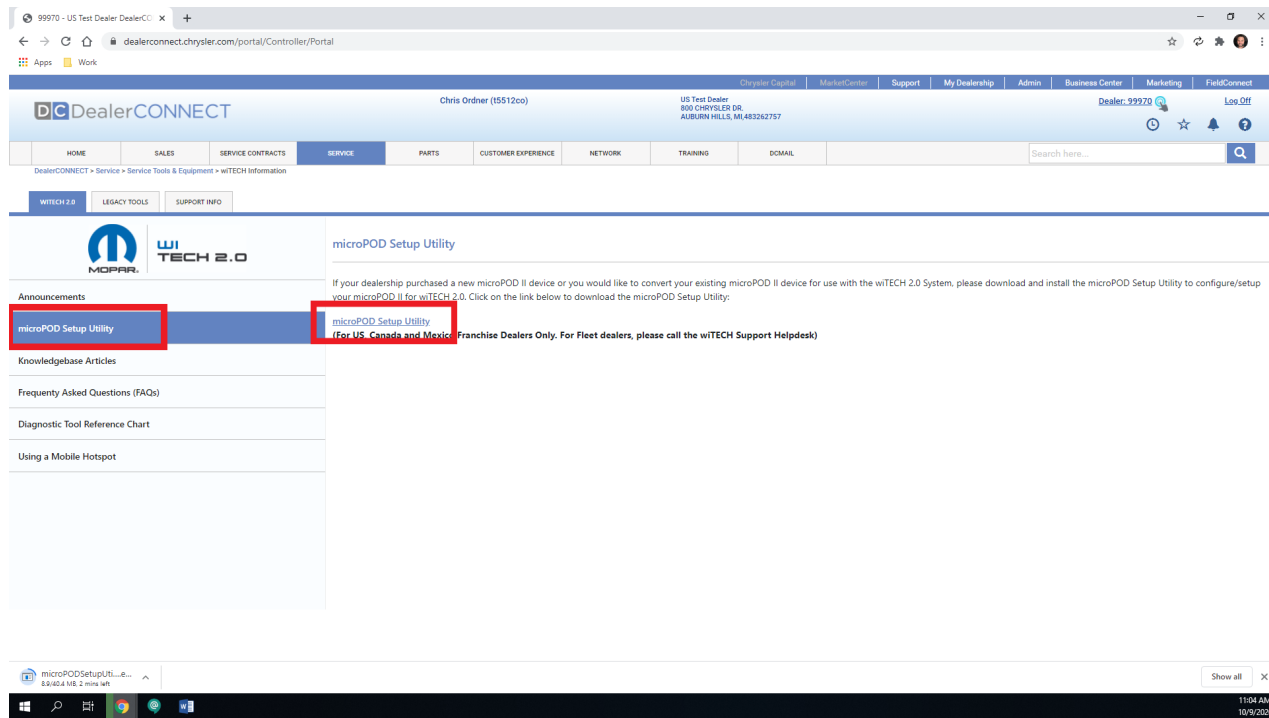 99970 - US Test Dealer DealerCO
dealerconnect.chrysler.com/portal/Controller/Portal
Apps Work
Chrysler Capital MarketCenter Support My Dealership Admin Business Center Marketing FieldConnect
DC DealerCONNECT
Chris Ordner (t5512co)
US Test Dealer
800 CHRYSLER DR.
AUBURN HILLS, MI,483262757
Dealer: 99970
Log Off
HOME SALES SERVICE CONTRACTS SERVICE PARTS CUSTOMER EXPERIENCE NETWORK TRAINING DCMAIL
Search here...
DealerCONNECT > Service > Service Tools & Equipment > wiTECH Information
WITECH 2.0 LEGACY TOOLS SUPPORT INFO
MOPAR.
WI
TECH 2.0
Announcements
microPOD Setup Utility
Knowledgebase Articles
Frequenty Asked Questions (FAQs)
Diagnostic Tool Reference Chart
Using a Mobile Hotspot
microPOD Setup Utility
If your dealership purchased a new microPOD II device or you would like to convert your existing microPOD II device for use with the wiTECH 2.0 System, please download and install the microPOD Setup Utility to configure/setup
your microPOD II for wiTECH 2.0. Click on the link below to download the microPOD Setup Utility:
microPOD Setup Utility
(For US, Canada and Mexico Franchise Dealers Only. For Fleet dealers, please call the wiTECH Support Helpdesk)
microPODSetupUti....e...
8.9/40.4 MB, 2 mins left
Show all
11:04 AM
10/9/202